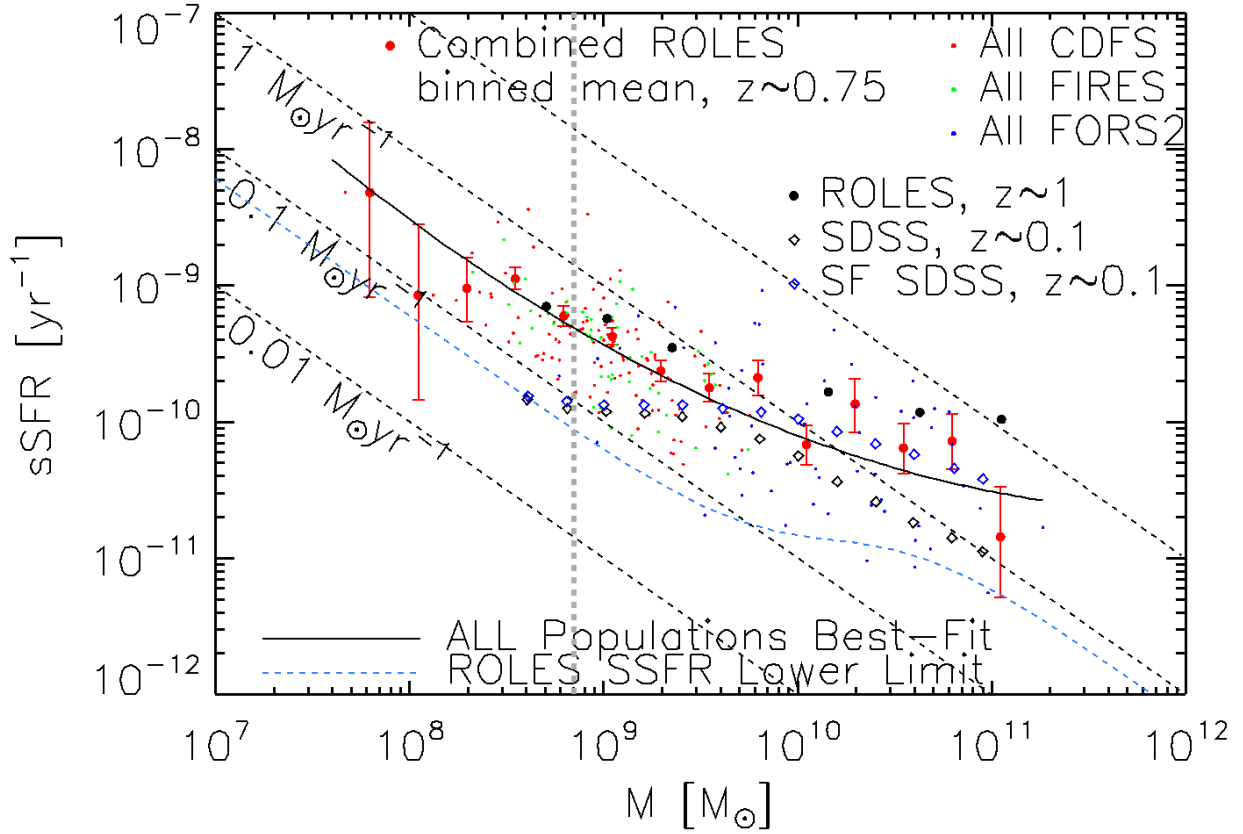 10⁻⁷
10⁻⁸
10⁻⁹
10⁻¹⁰
10⁻¹¹
10⁻¹²
sSFR [yr⁻¹]
Combined ROLES
binned mean, z~0.75
All CDFS
All FIRES
All FORS2
ROLES, z~1
SDSS, z~0.1
SF SDSS, z~0.1
1 M⊙yr⁻¹
0.1 M⊙yr⁻¹
0.01 M⊙yr⁻¹
ALL Populations Best-Fit
ROLES SSFR Lower Limit
10⁷ 10⁸ 10⁹ 10¹⁰ 10¹¹ 10¹²
M [M⊙]